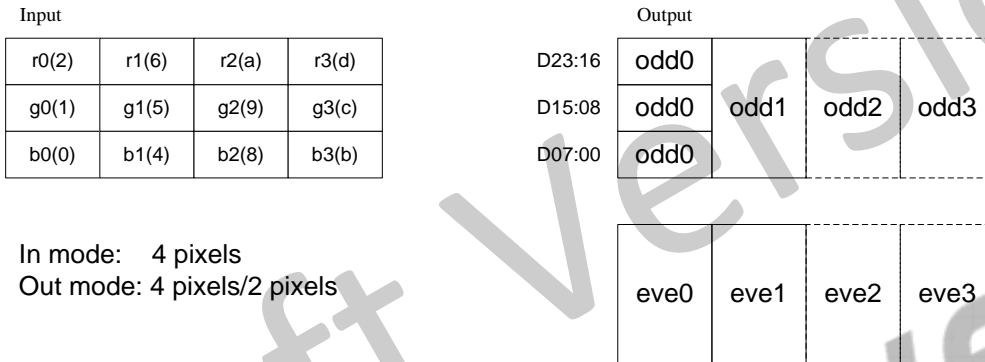 Input
r0(2) r1(6) r2(a) r3(d)
g0(1) g1(5) g2(9) g3(c)
b0(0) b1(4) b2(8) b3(b)
In mode: 4 pixels
Out mode: 4 pixels/2 pixels
Output
D23:16 odd0
D15:08 odd0 odd1 odd2 odd3
D07:00 odd0
eve0 eve1 eve2 eve3